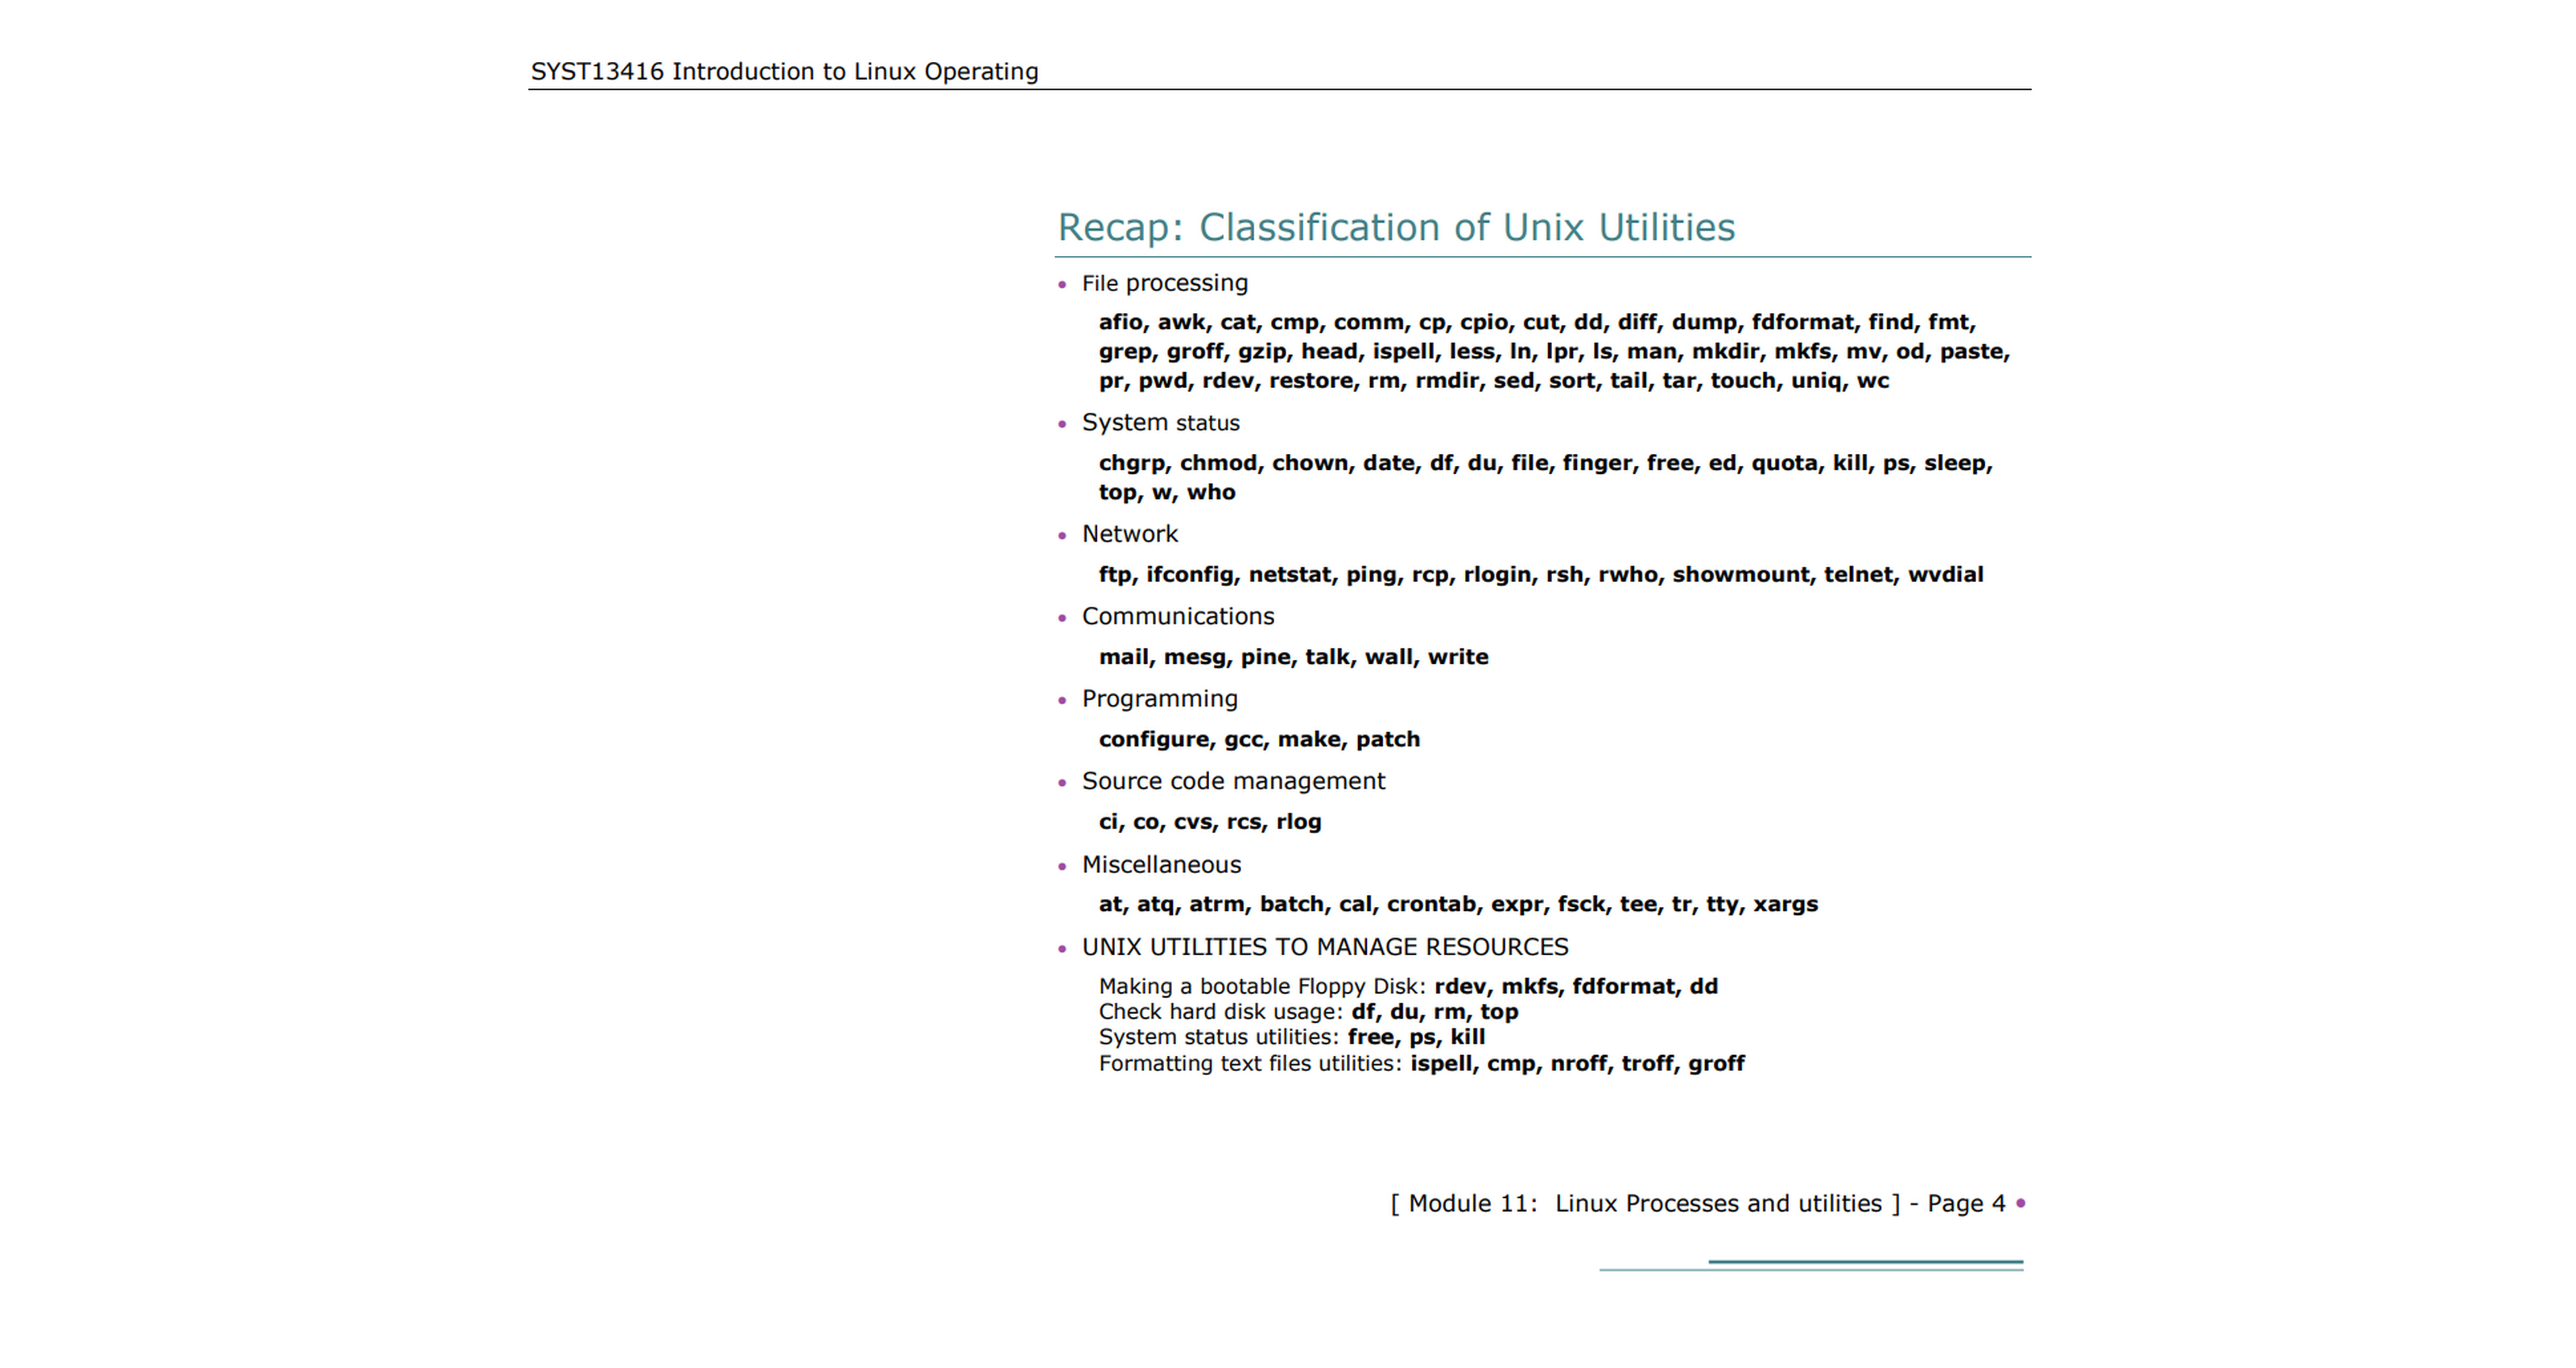 SYST13416 Introduction to Linux Operating
Recap: Classification of Unix Utilities
• File processing
afio, awk, cat, cmp, comm, cp, cpio, cut, dd, diff, dump, fdformat, find, fmt,
grep, groff, gzip, head, ispell, less, ln, lpr, ls, man, mkdir, mkfs, mv, od, paste,
pr, pwd, rdev, restore, rm, rmdir, sed, sort, tail, tar, touch, uniq, wc
• System status
chgrp, chmod, chown, date, df, du, file, finger, free, ed, quota, kill, ps, sleep,
top, w, who
• Network
ftp, ifconfig, netstat, ping, rcp, rlogin, rsh, rwho, showmount, telnet, wvdial
• Communications
mail, mesg, pine, talk, wall, write
• Programming
configure, gcc, make, patch
• Source code management
ci, co, cvs, rcs, rlog
• Miscellaneous
at, atq, atrm, batch, cal, crontab, expr, fsck, tee, tr, tty, xargs
• UNIX UTILITIES TO MANAGE RESOURCES
Making a bootable Floppy Disk: rdev, mkfs, fdformat, dd
Check hard disk usage: df, du, rm, top
System status utilities: free, ps, kill
Formatting text files utilities: ispell, cmp, nroff, troff, groff
[ Module 11: Linux Processes and utilities ] - Page 4 •